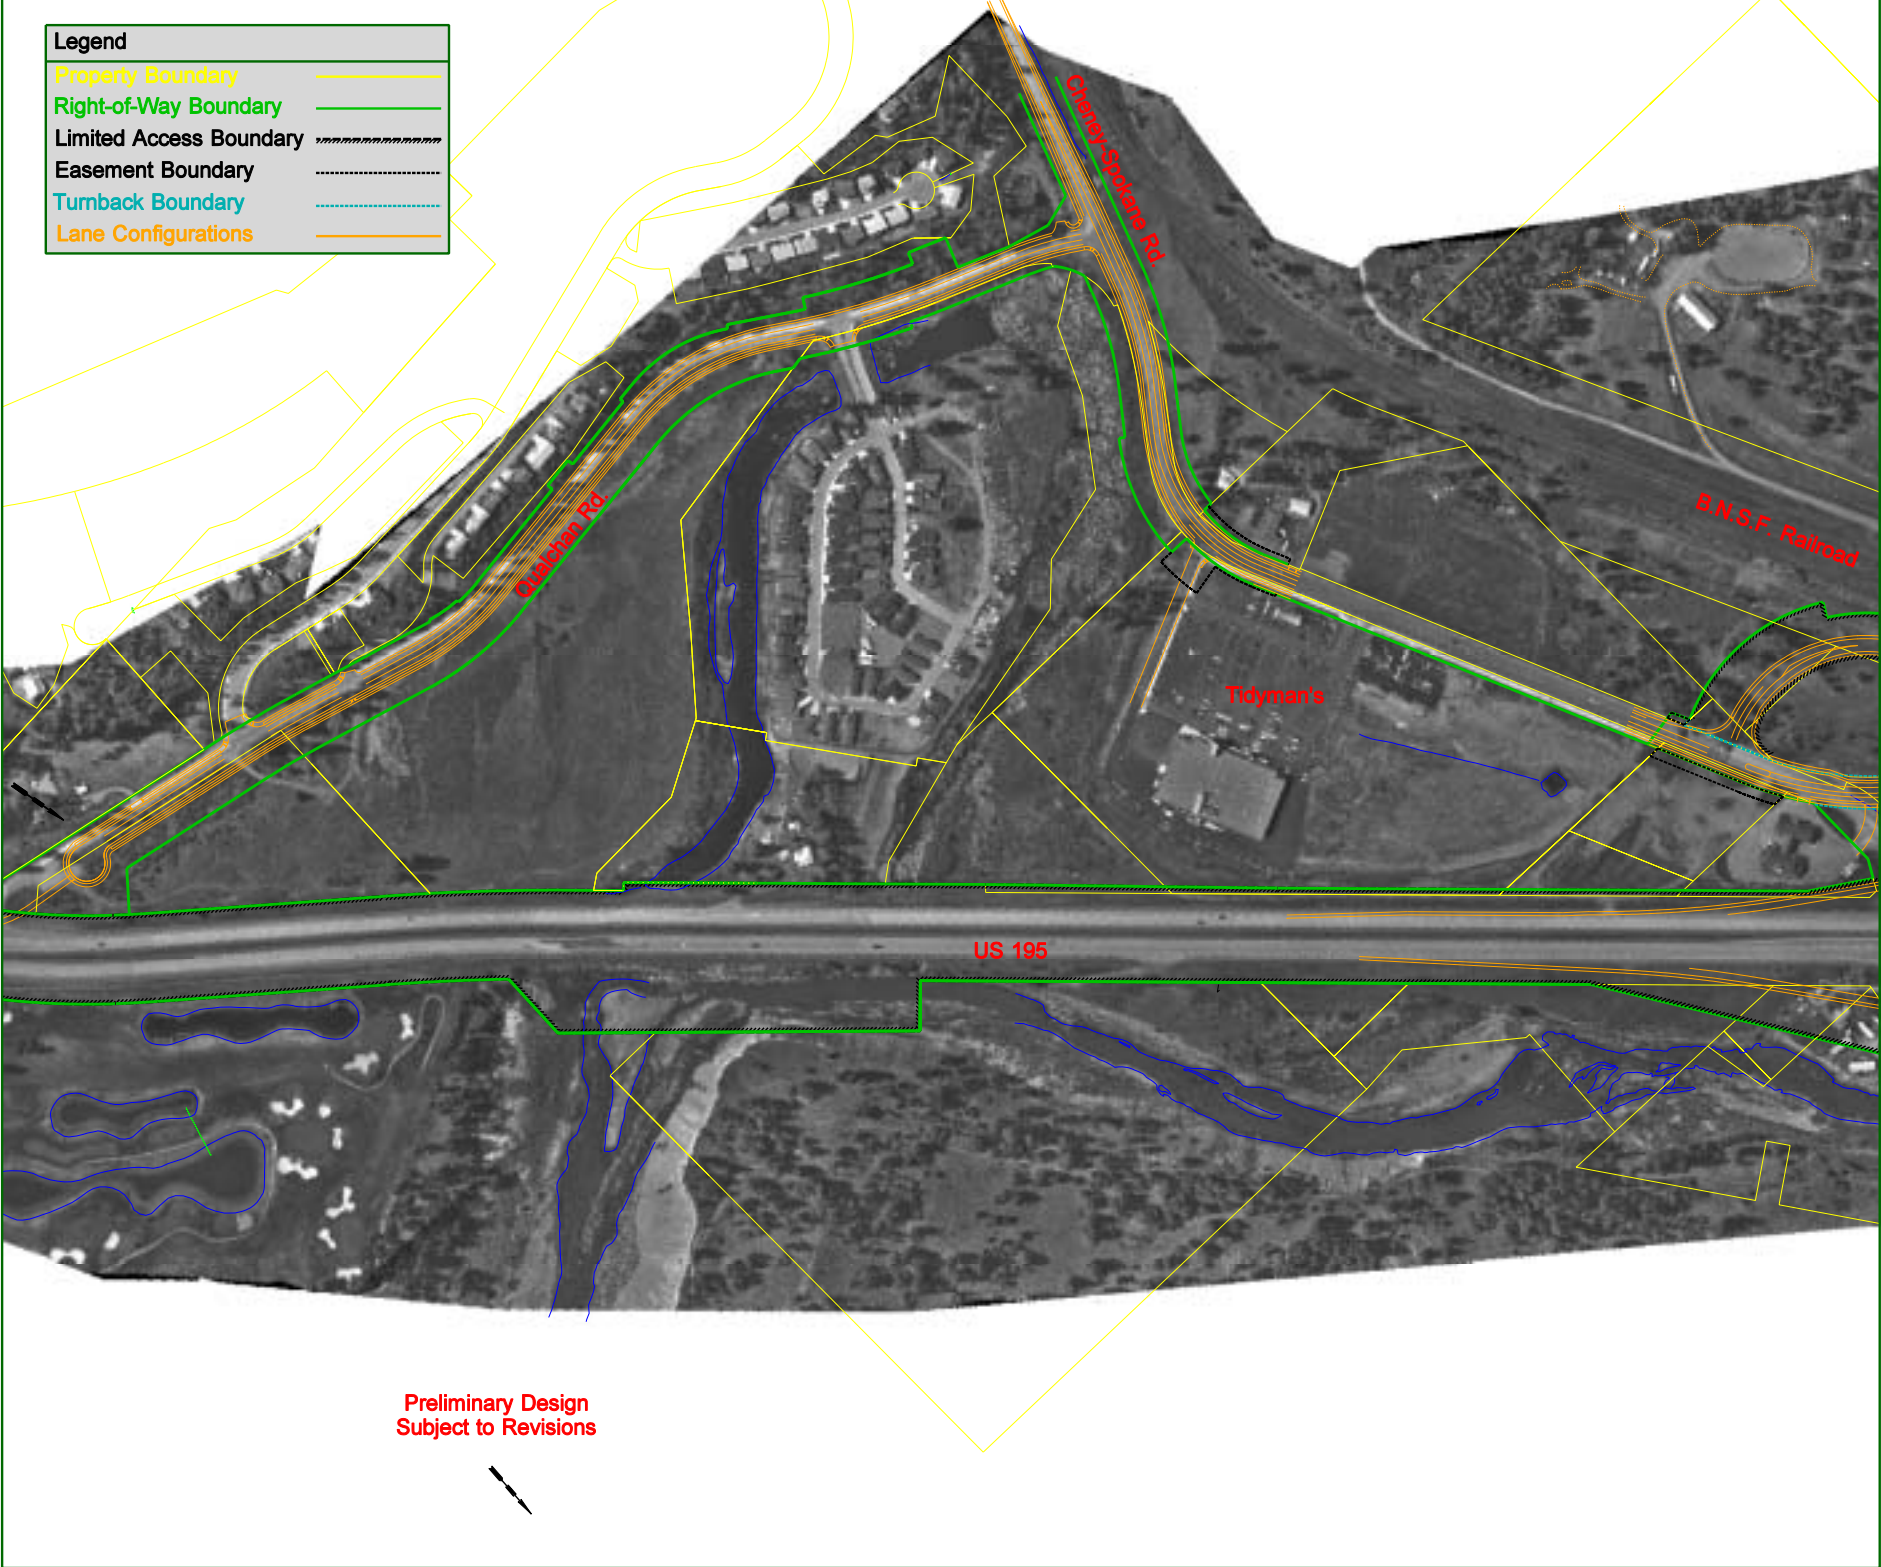 Legend
Property Boundary
Right-of-Way Boundary
Limited Access Boundary
Easement Boundary
Turnback Boundary
Lane Configurations
Cheney-Spokane Rd.
B.N.S.F. Railroad
Qualchan Rd.
Tidyman's
US 195
Preliminary Design
Subject to Revisions